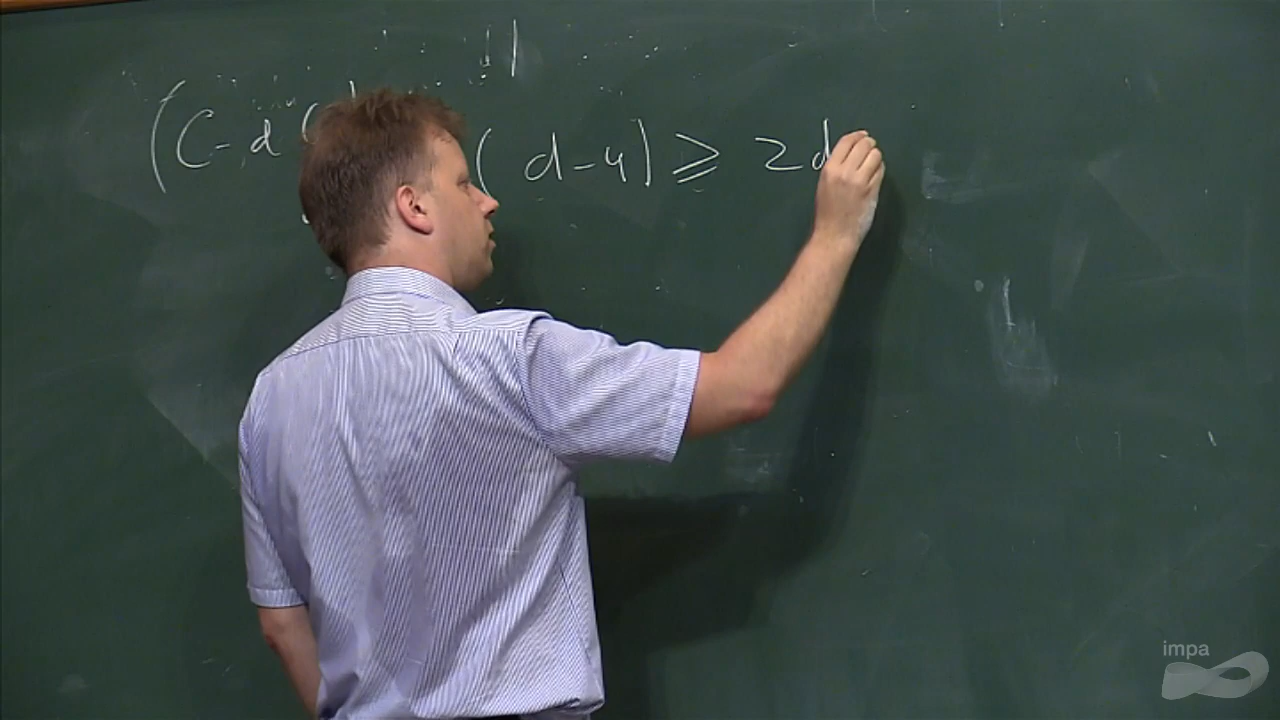 (C-d ( ( d-4) ⩾ 2d
impa